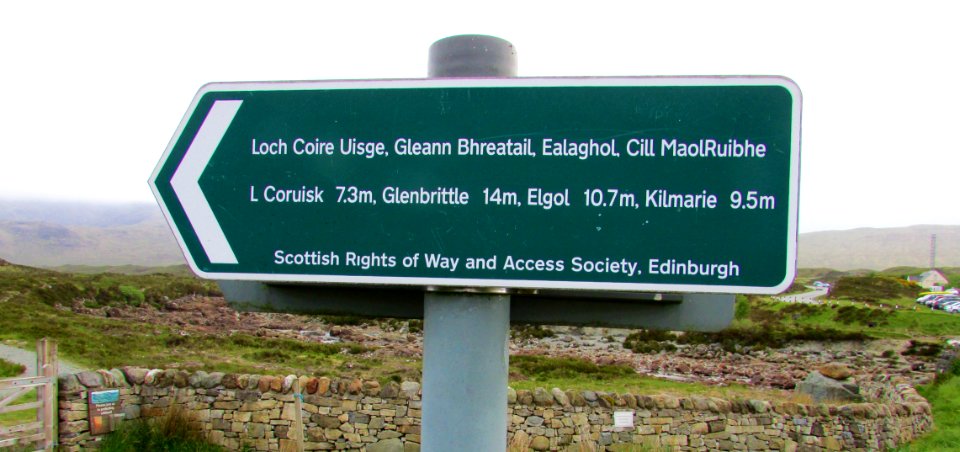 Loch Coire Uisge, Gleann Bhreatail, Ealaghol, Cill MaolRuibhe
L Coruisk 7.3m, Glenbrittle 14m, Elgol 10.7m, Kilmarie 9.5m
Scottish Rights of Way and Access Society, Edinburgh